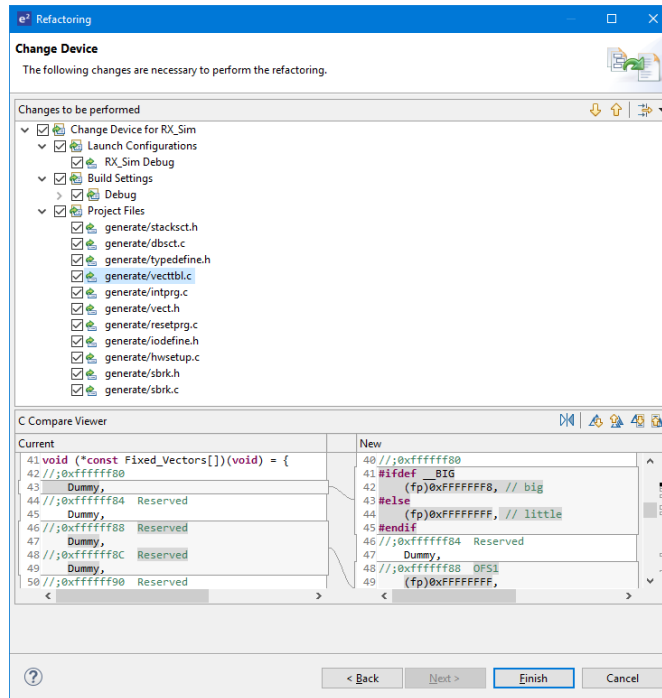 e² Refactoring
Change Device
The following changes are necessary to perform the refactoring.
Changes to be performed
Change Device for RX_Sim
Launch Configurations
RX_Sim Debug
Build Settings
Debug
Project Files
generate/stacksct.h
generate/dbsct.c
generate/typedefine.h
generate/vecttbl.c
generate/intprg.c
generate/vect.h
generate/resetprg.c
generate/iodefine.h
generate/hwsetup.c
generate/sbrk.h
generate/sbrk.c
C Compare Viewer
Current
41 void (*const Fixed_Vectors[])(void) = {
42 //;0xffffff80
43 Dummy,
44 //;0xffffff84 Reserved
45 Dummy,
46 //;0xffffff88 Reserved
47 Dummy,
48 //;0xffffff8C Reserved
49 Dummy,
50 //;0xffffff90 Reserved
New
40 //;0xffffff80
41 #ifdef __BIG
42 (fp)0xFFFFFFF8, // big
43 #else
44 (fp)0xFFFFFFFF, // little
45 #endif
46 //;0xffffff84 Reserved
47 Dummy,
48 //;0xffffff88 OFS1
49 (fp)0xFFFFFFFF,
? < Back Next > Finish Cancel